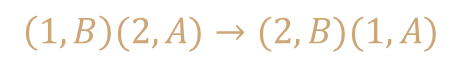 (1, B)(2, A) → (2, B)(1, A)